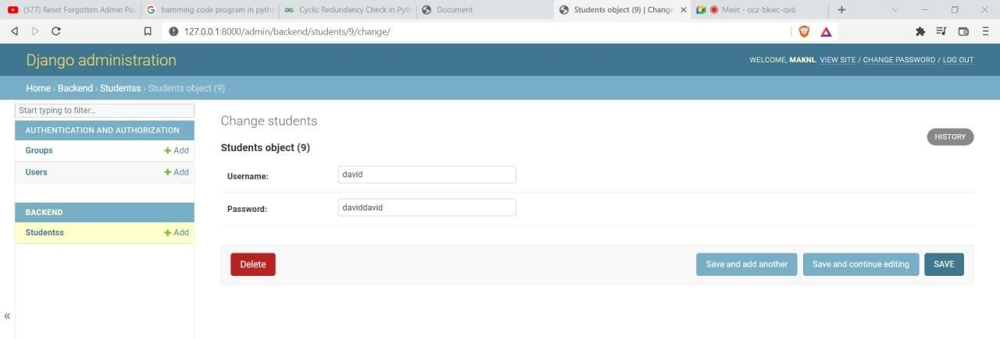 (577) Reset Forgotten Admin Pas
hamming code program in pytho
Cyclic Redundancy Check in Pyth
Document
Students object (9) | Change
Meet - ocz-bkwc-qxb
127.0.0.1:8000/admin/backend/students/9/change/
Django administration
WELCOME, MAKNL. VIEW SITE / CHANGE PASSWORD / LOG OUT
Home › Backend › Studentss › Students object (9)
Start typing to filter...
AUTHENTICATION AND AUTHORIZATION
Groups + Add
Users + Add
BACKEND
Studentss + Add
«
Change students
HISTORY
Students object (9)
Username: david
Password: daviddavid
Delete
Save and add another
Save and continue editing
SAVE